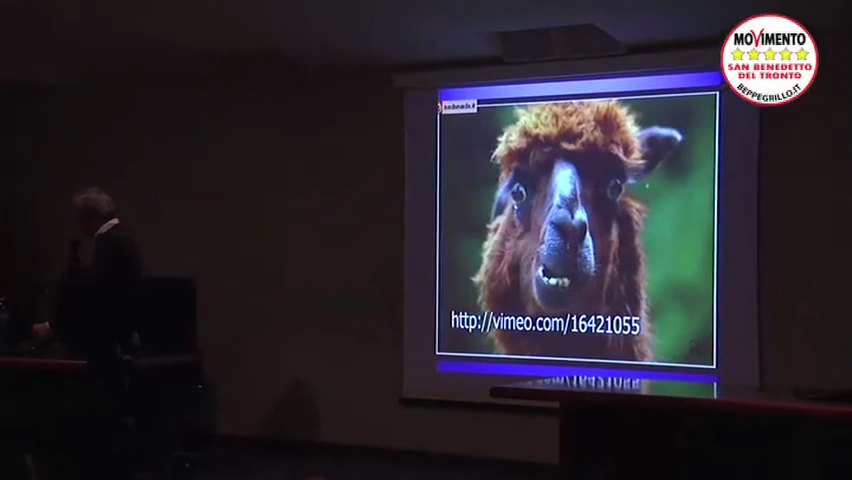 MOVIMENTO
SAN BENEDETTO
DEL TRONTO
BEPPEGRILLO.IT
http://vimeo.com/16421055